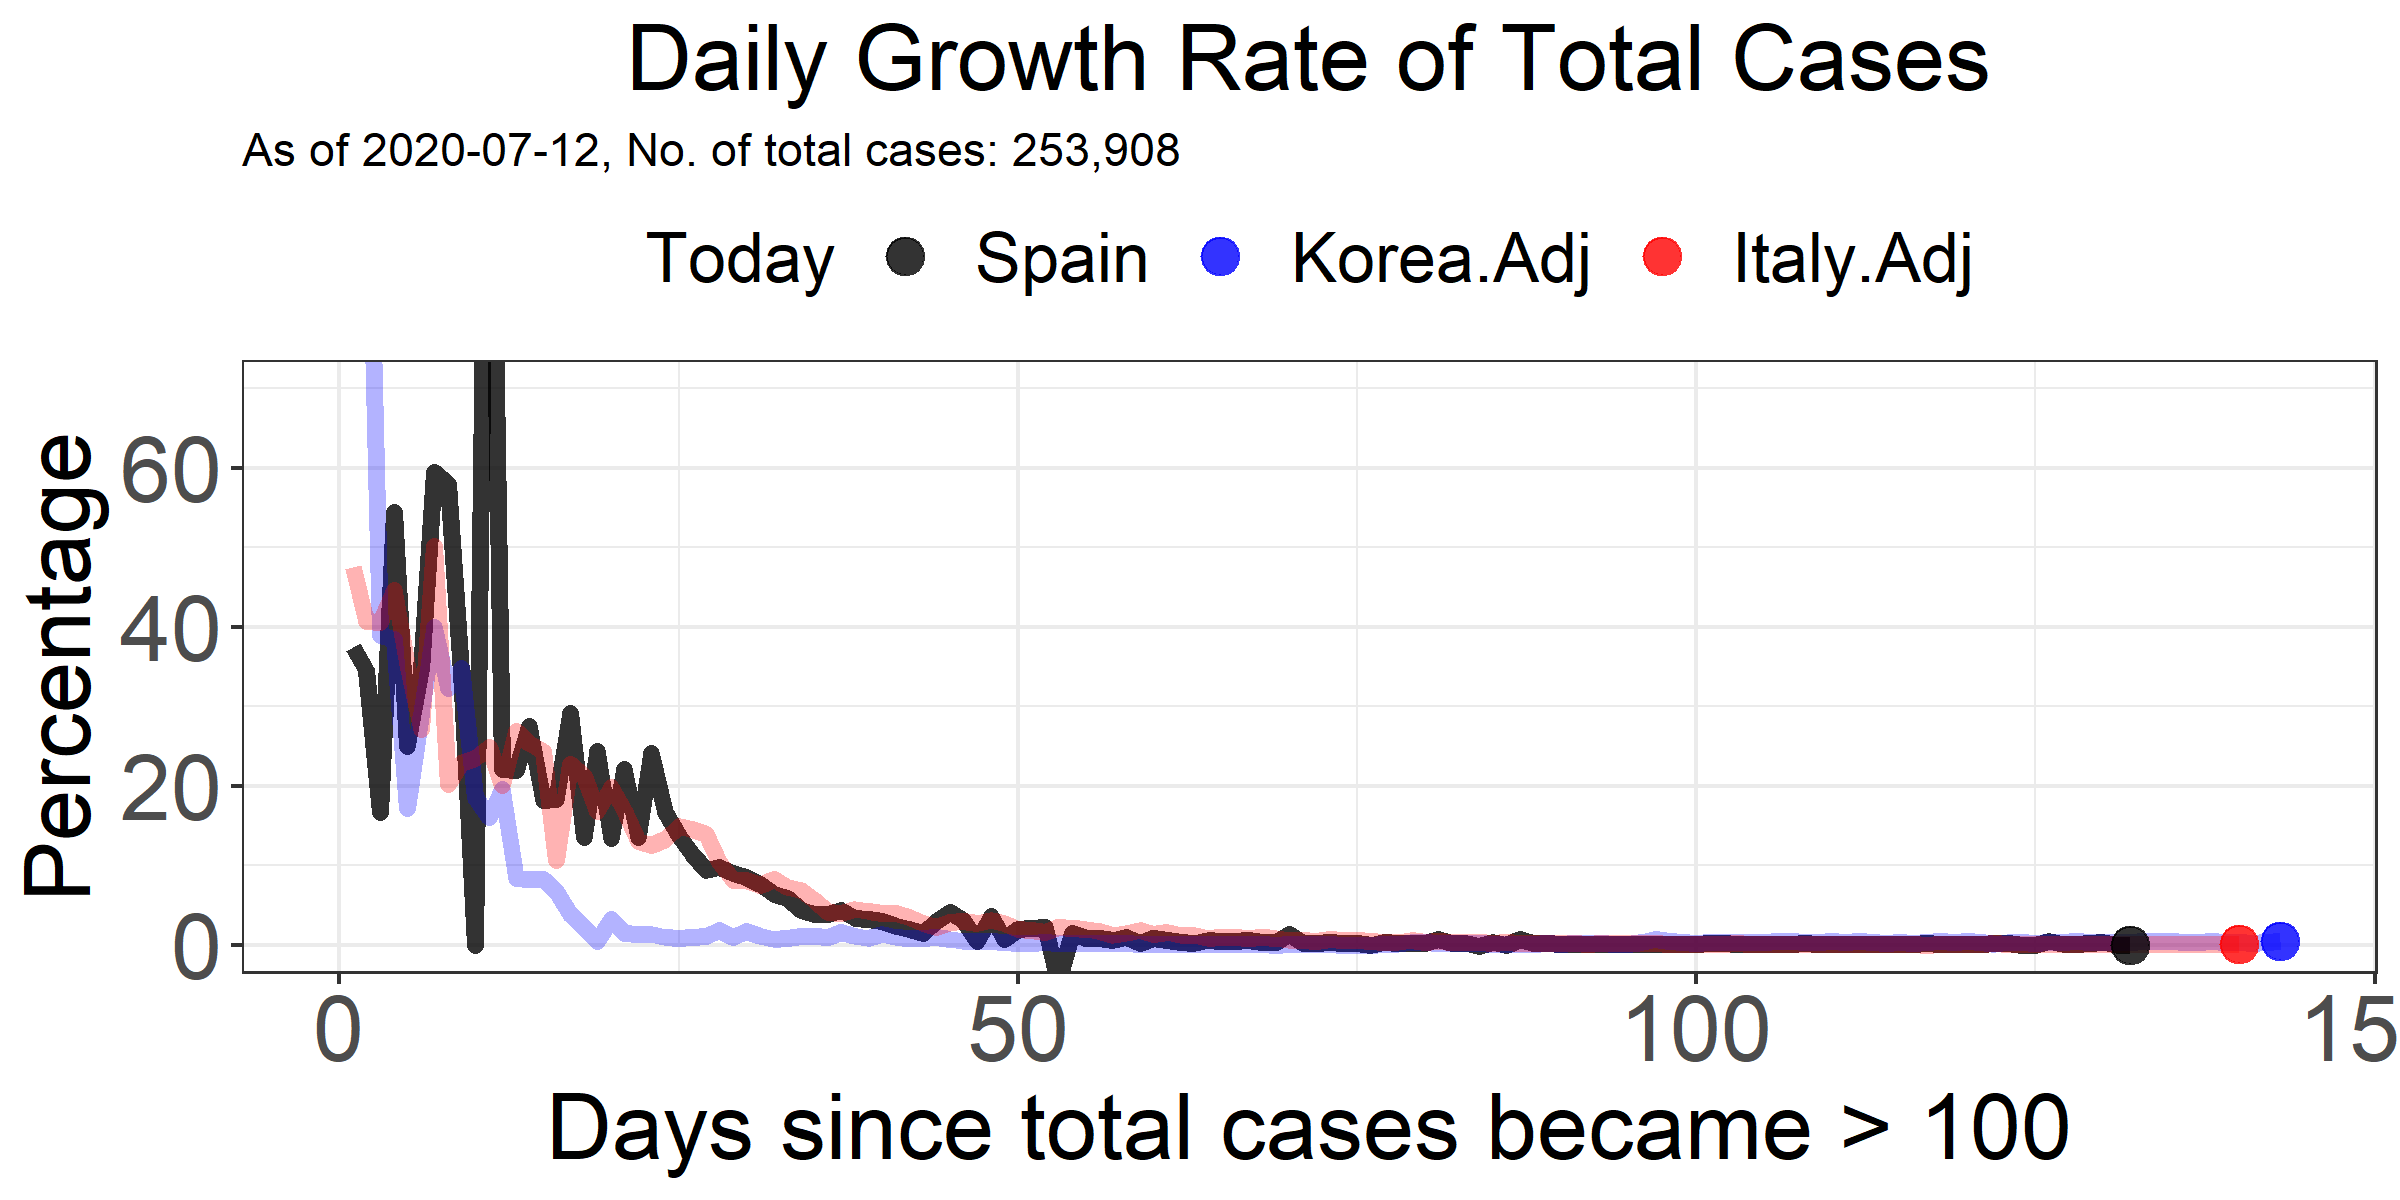 Daily Growth Rate of Total Cases
As of 2020-07-12, No. of total cases: 253,908
Today Spain Korea.Adj Italy.Adj
Percentage
60
40
20
0
0 50 100 15
Days since total cases became > 100